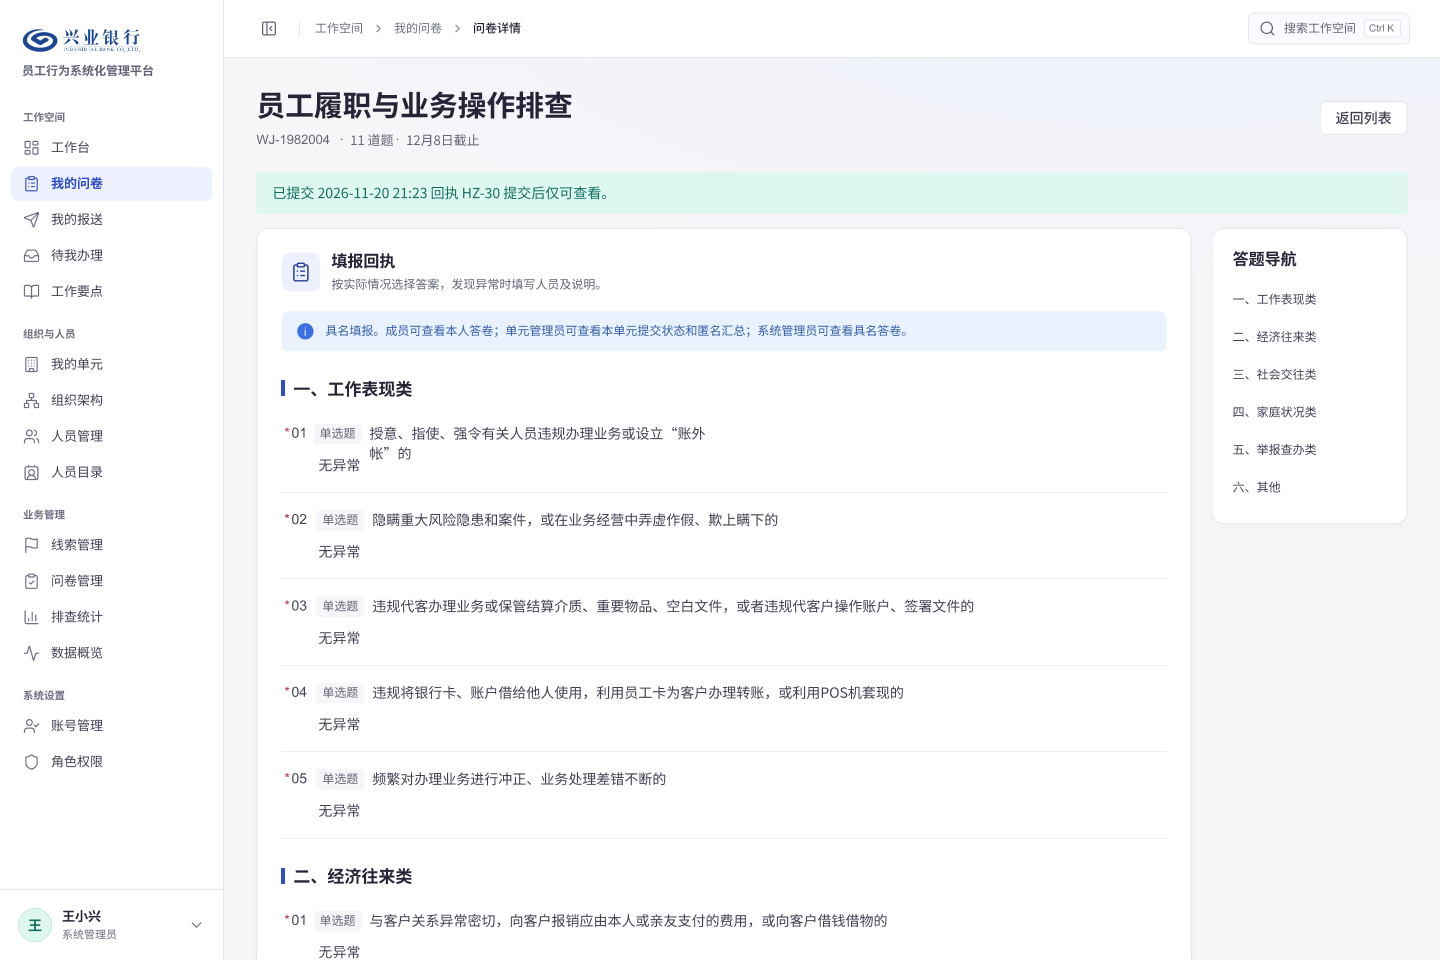 兴业银行
INDUSTRIAL BANK CO.,LTD.
员工行为系统化管理平台
工作空间
工作台
我的问卷
我的报送
待我办理
工作要点
组织与人员
我的单元
组织架构
人员管理
人员目录
业务管理
线索管理
问卷管理
排查统计
数据概览
系统设置
账号管理
角色权限
王
王小兴
系统管理员
工作空间 > 我的问卷 > 问卷详情
搜索工作空间 Ctrl K
员工履职与业务操作排查
WJ-1982004 · 11 道题 · 12月8日截止
返回列表
已提交 2026-11-20 21:23 回执 HZ-30 提交后仅可查看。
填报回执
按实际情况选择答案，发现异常时填写人员及说明。
具名填报。成员可查看本人答卷；单元管理员可查看本单元提交状态和匿名汇总；系统管理员可查看具名答卷。
一、工作表现类
*01 单选题 授意、指使、强令有关人员违规办理业务或设立“账外
帐”的
无异常
*02 单选题 隐瞒重大风险隐患和案件，或在业务经营中弄虚作假、欺上瞒下的
无异常
*03 单选题 违规代客办理业务或保管结算介质、重要物品、空白文件，或者违规代客户操作账户、签署文件的
无异常
*04 单选题 违规将银行卡、账户借给他人使用，利用员工卡为客户办理转账，或利用POS机套现的
无异常
*05 单选题 频繁对办理业务进行冲正、业务处理差错不断的
无异常
二、经济往来类
*01 单选题 与客户关系异常密切，向客户报销应由本人或亲友支付的费用，或向客户借钱借物的
无异常
答题导航
一、工作表现类
二、经济往来类
三、社会交往类
四、家庭状况类
五、举报查办类
六、其他